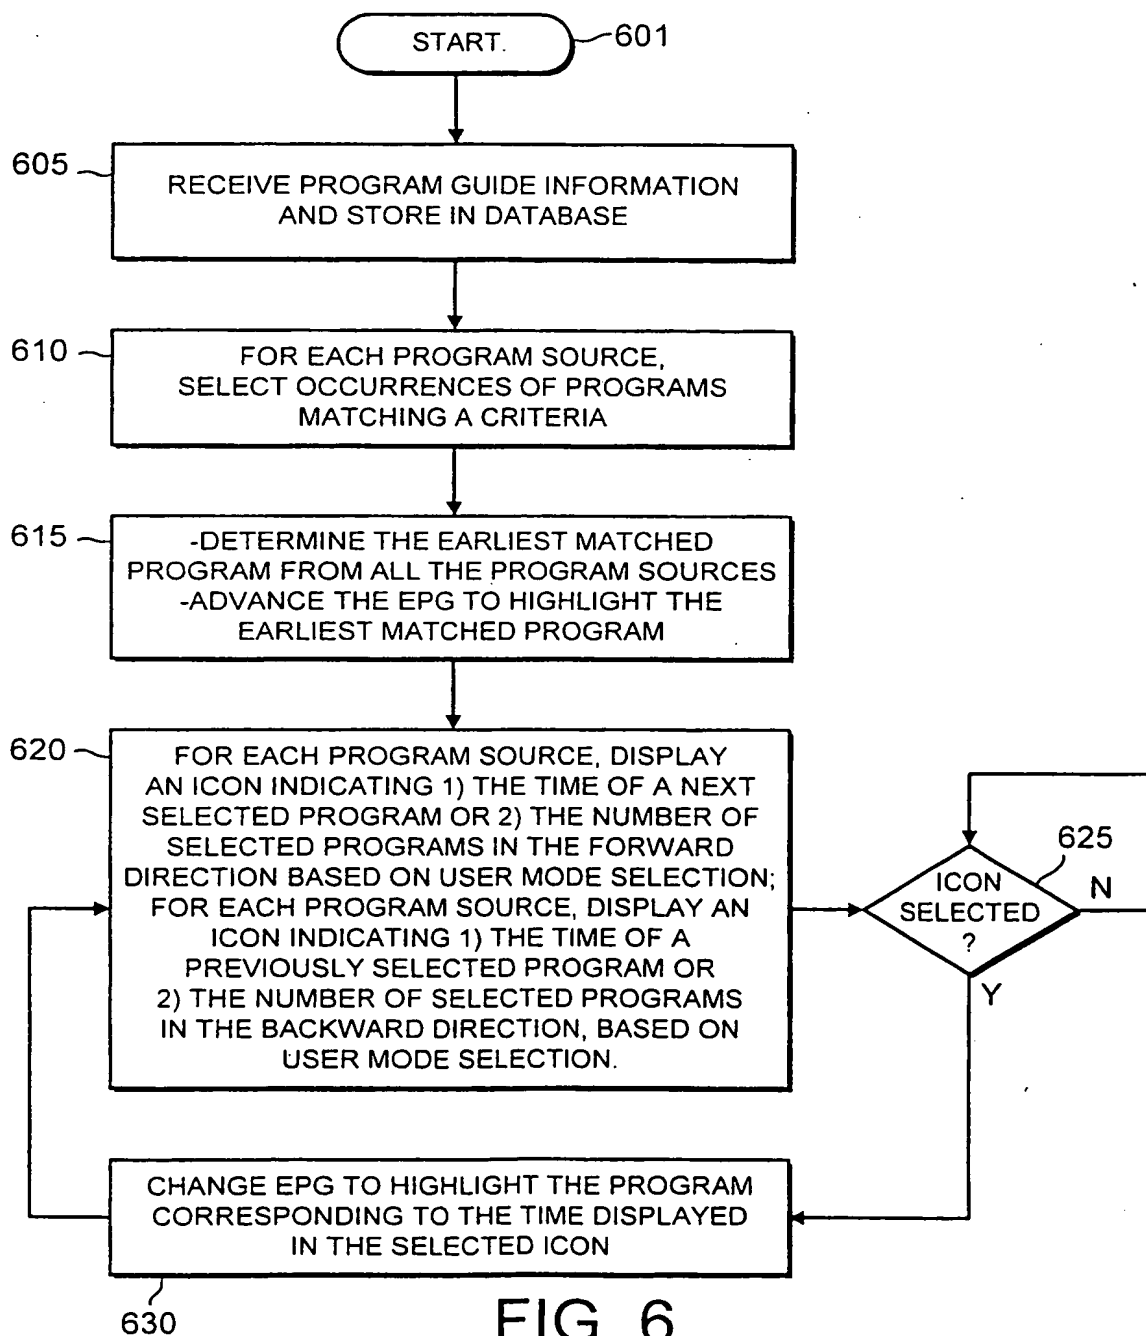 START.
601
605
RECEIVE PROGRAM GUIDE INFORMATION
AND STORE IN DATABASE
610
FOR EACH PROGRAM SOURCE,
SELECT OCCURRENCES OF PROGRAMS
MATCHING A CRITERIA
615
-DETERMINE THE EARLIEST MATCHED
PROGRAM FROM ALL THE PROGRAM SOURCES
-ADVANCE THE EPG TO HIGHLIGHT THE
EARLIEST MATCHED PROGRAM
620
FOR EACH PROGRAM SOURCE, DISPLAY
AN ICON INDICATING 1) THE TIME OF A NEXT
SELECTED PROGRAM OR 2) THE NUMBER OF
SELECTED PROGRAMS IN THE FORWARD
DIRECTION BASED ON USER MODE SELECTION;
FOR EACH PROGRAM SOURCE, DISPLAY AN
ICON INDICATING 1) THE TIME OF A
PREVIOUSLY SELECTED PROGRAM OR
2) THE NUMBER OF SELECTED PROGRAMS
IN THE BACKWARD DIRECTION, BASED ON
USER MODE SELECTION.
625
ICON
SELECTED
?
N
Y
CHANGE EPG TO HIGHLIGHT THE PROGRAM
CORRESPONDING TO THE TIME DISPLAYED
IN THE SELECTED ICON
630
FIG. 6